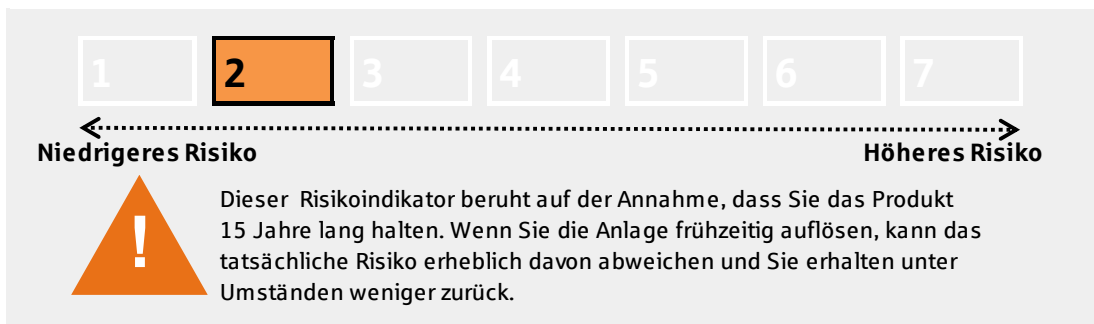 1 2 3 4 5 6 7
Niedrigeres Risiko Höheres Risiko
! Dieser Risikoindikator beruht auf der Annahme, dass Sie das Produkt
15 Jahre lang halten. Wenn Sie die Anlage frühzeitig auflösen, kann das
tatsächliche Risiko erheblich davon abweichen und Sie erhalten unter
Umständen weniger zurück.